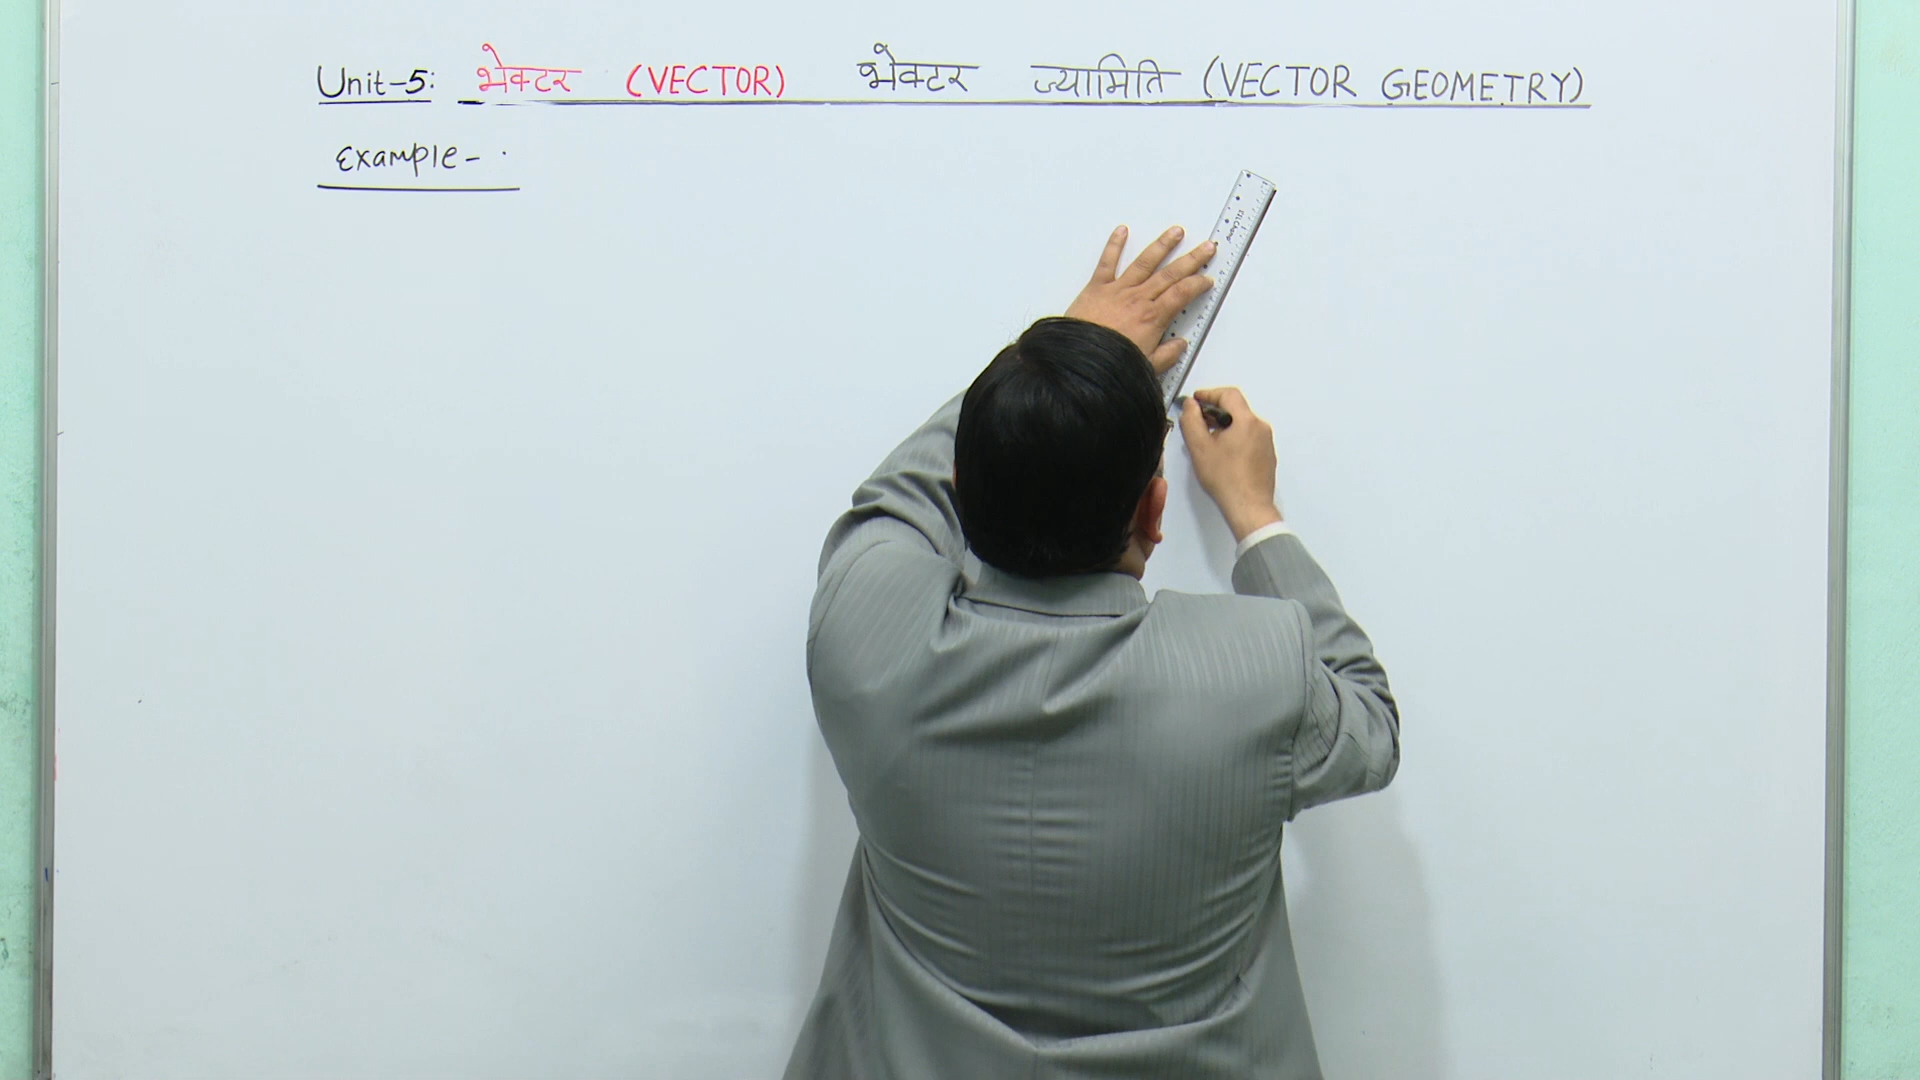 Unit-5: भेक्टर (VECTOR) भेक्टर ज्यामिति (VECTOR GEOMETRY)
Example-